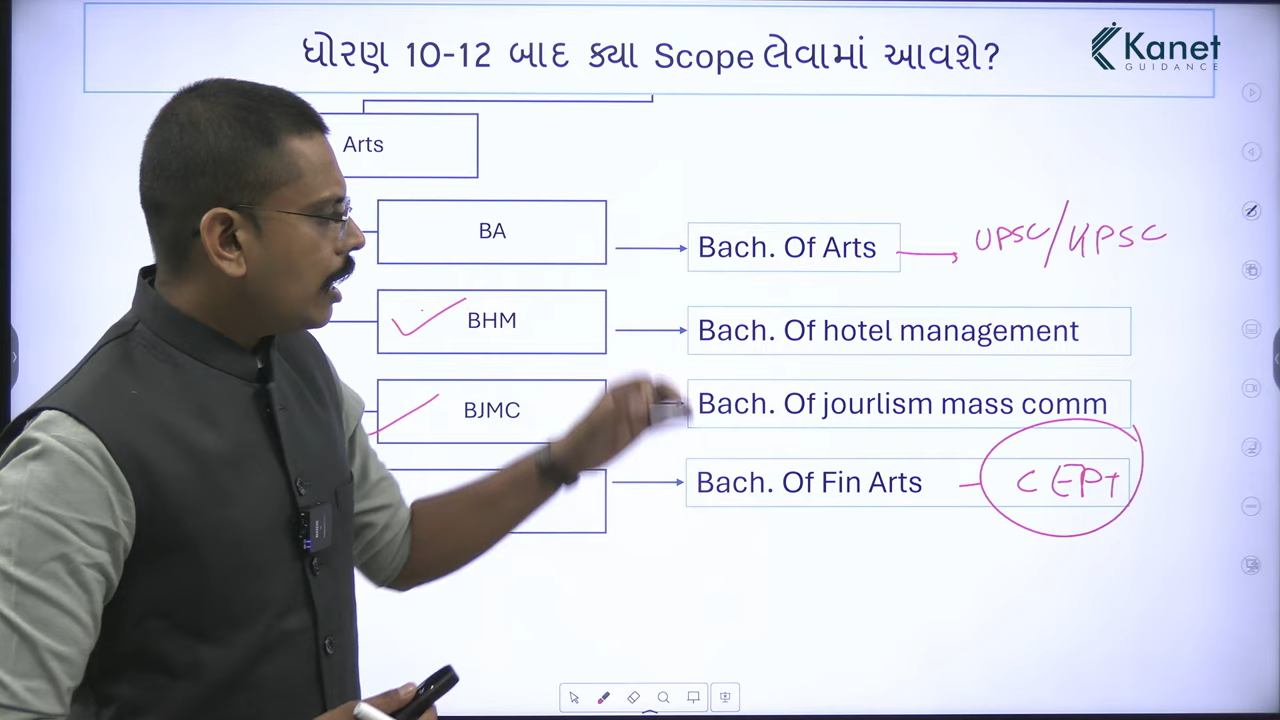 ધોરણ 10-12 બાદ ક્યા Scope લેવામાં આવશે?
Kanet
GUIDANCE
Arts
BA
Bach. Of Arts
UPSC/GPSC
BHM
Bach. Of hotel management
BJMC
Bach. Of jourlism mass comm
Bach. Of Fin Arts
CEPT